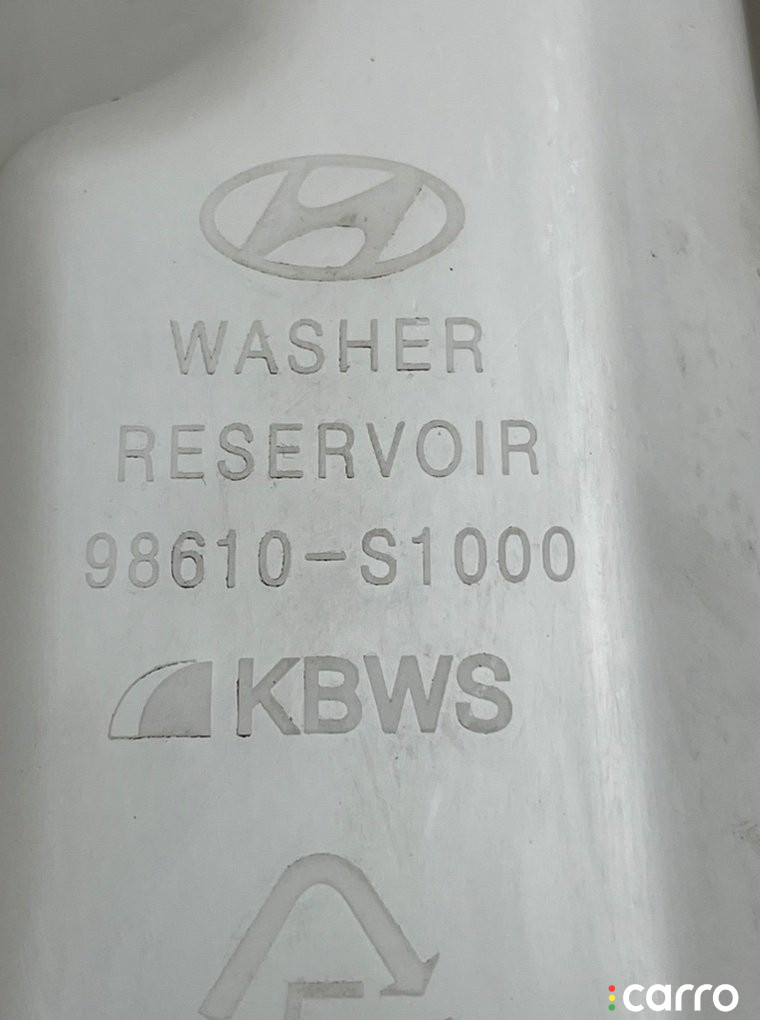 WASHER
RESERVOIR
98610-S1000
KBWS
carro